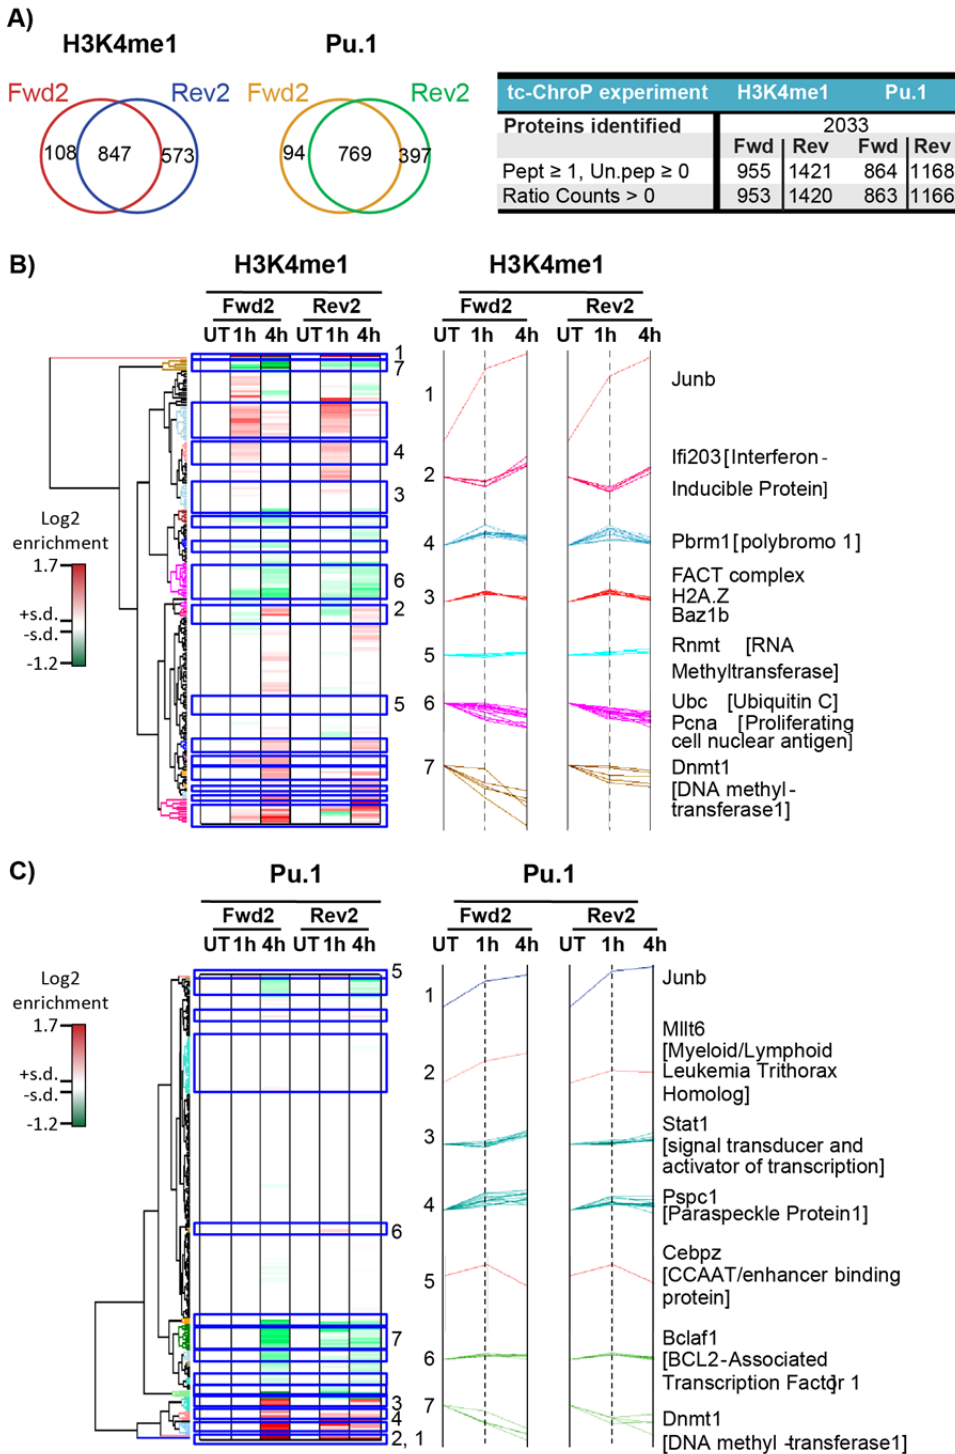 A)
H3K4me1
Pu.1
Fwd2
Rev2
Fwd2
Rev2
108
847
573
94
769
397
tc-ChroP experiment H3K4me1 Pu.1
Proteins identified 2033
Fwd Rev Fwd Rev
Pept ≥ 1, Un.pep ≥ 0 955 1421 864 1168
Ratio Counts > 0 953 1420 863 1166
B)
H3K4me1
H3K4me1
Fwd2 Rev2
Fwd2 Rev2
UT 1h 4h UT 1h 4h
UT 1h 4h UT 1h 4h
1
7
4
3
6
2
5
Log2
enrichment
1.7
+s.d.
-s.d.
-1.2
1
Junb
2
Ifi203[Interferon-
Inducible Protein]
4
Pbrm1[polybromo 1]
3
FACT complex
H2A.Z
Baz1b
5
Rnmt [RNA
Methyltransferase]
6
Ubc [Ubiquitin C]
Pcna [Proliferating
cell nuclear antigen]
7
Dnmt1
[DNA methyl-
transferase1]
C)
Pu.1
Pu.1
Fwd2 Rev2
Fwd2 Rev2
UT 1h 4h UT 1h 4h
UT 1h 4h UT 1h 4h
5
6
7
3
4
2, 1
Log2
enrichment
1.7
+s.d.
-s.d.
-1.2
1
Junb
2
Mllt6
[Myeloid/Lymphoid
Leukemia Trithorax
Homolog]
3
Stat1
[signal transducer and
activator of transcription]
4
Pspc1
[Paraspeckle Protein1]
5
Cebpz
[CCAAT/enhancer binding
protein]
6
Bclaf1
[BCL2-Associated
Transcription Factor 1]
7
Dnmt1
[DNA methyl -transferase1]